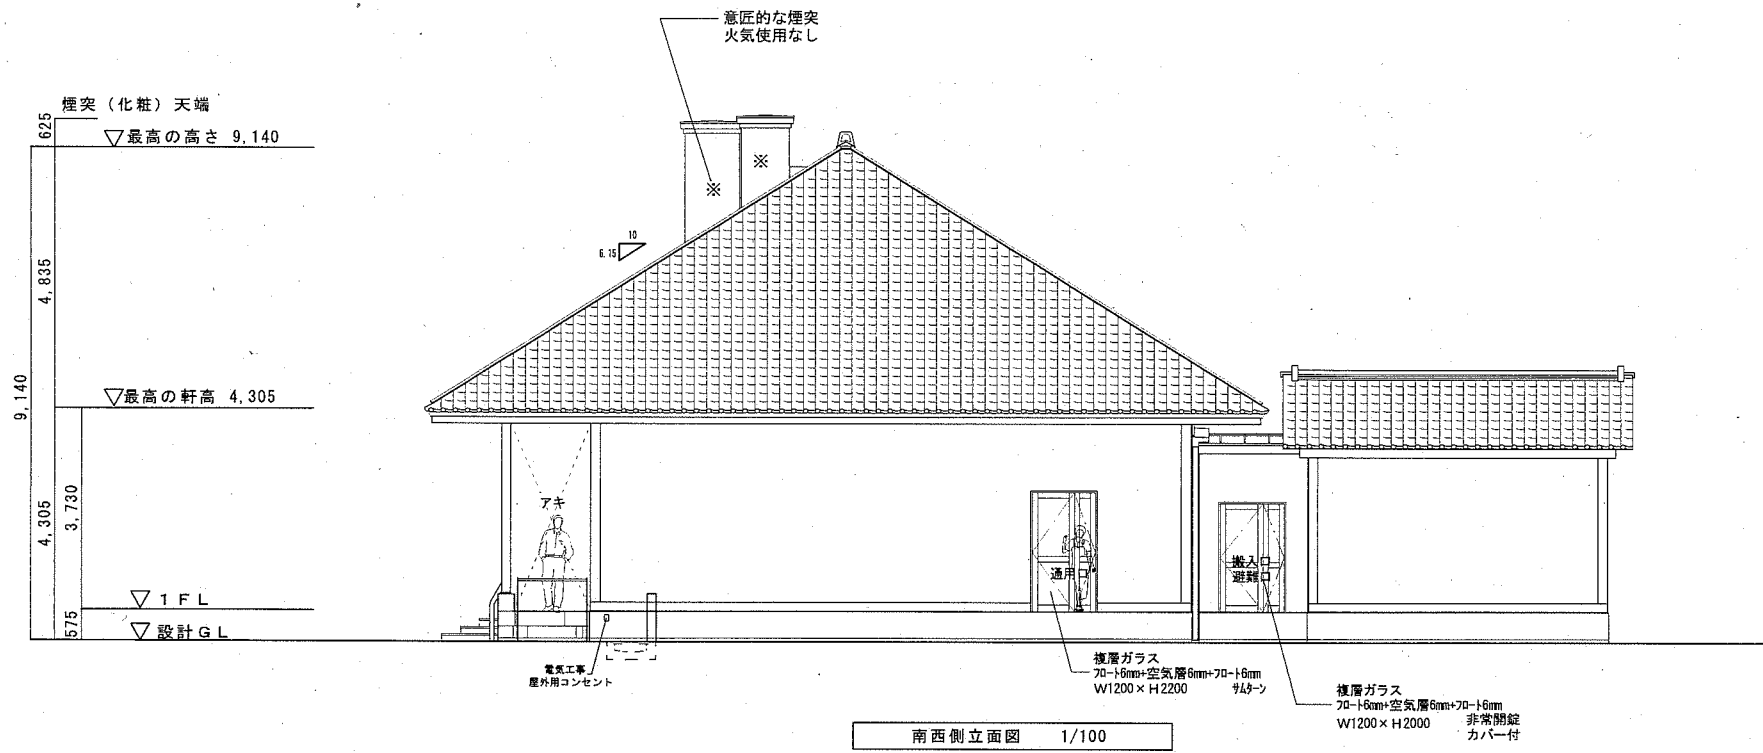 意匠的な煙突
火気使用なし
煙突（化粧）天端
625
▽最高の高さ 9,140
※
※
10
6.15
4,835
9,140
▽最高の軒高 4,305
4,305
3,730
アキ
通用
搬入
避難
▽1FL
575
▽設計GL
電気工事
屋外用コンセント
複層ガラス
フロート6mm+空気層6mm+フロート6mm
W1200×H2200 サムターン
複層ガラス
フロート6mm+空気層6mm+フロート6mm
W1200×H2000 非常開錠
カバー付
南西側立面図 1/100